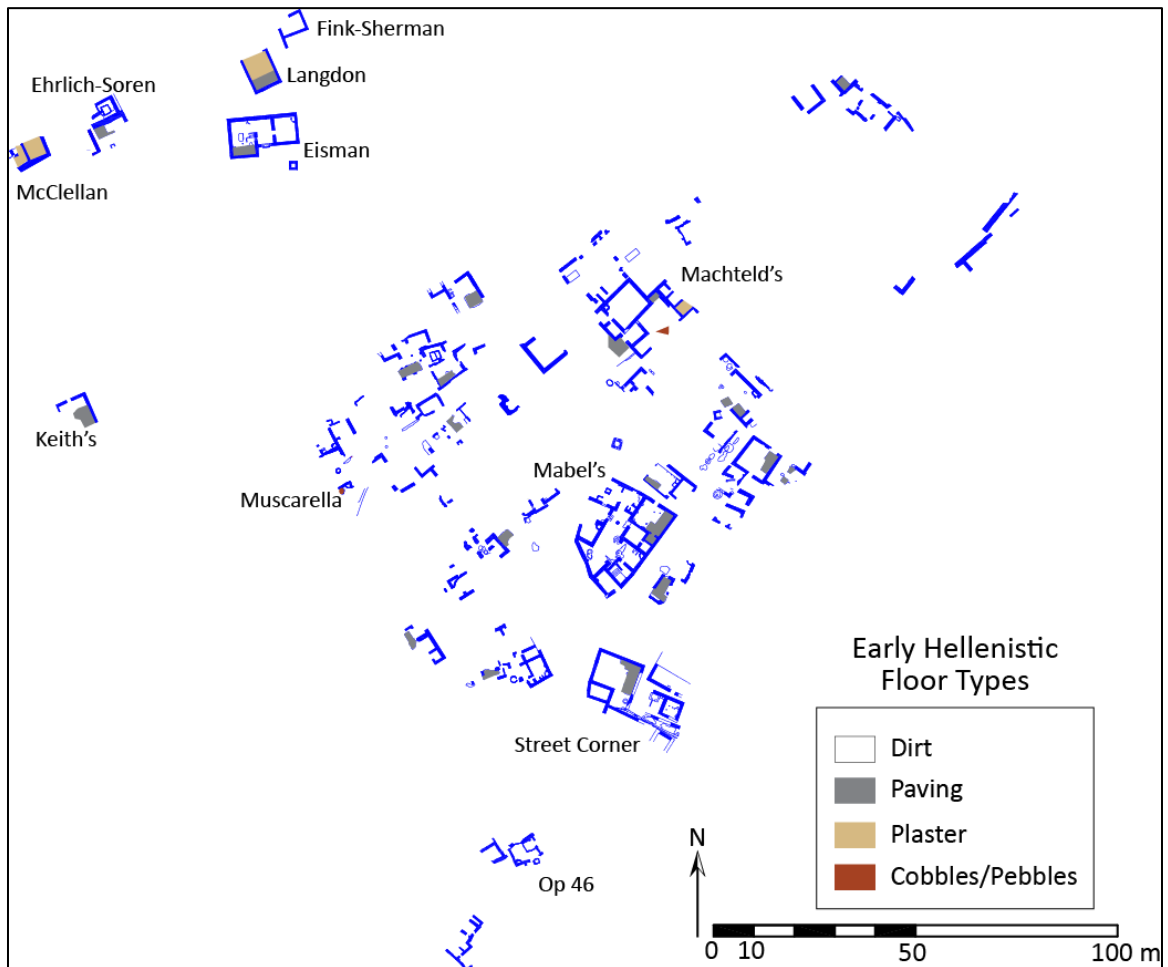 Fink-Sherman
Langdon
Ehrlich-Soren
Eisman
McClellan
Machteld's
Keith's
Mabel's
Muscarella
Street Corner
Op 46
Early Hellenistic
Floor Types
Dirt
Paving
Plaster
Cobbles/Pebbles
N
0 10 50 100 m